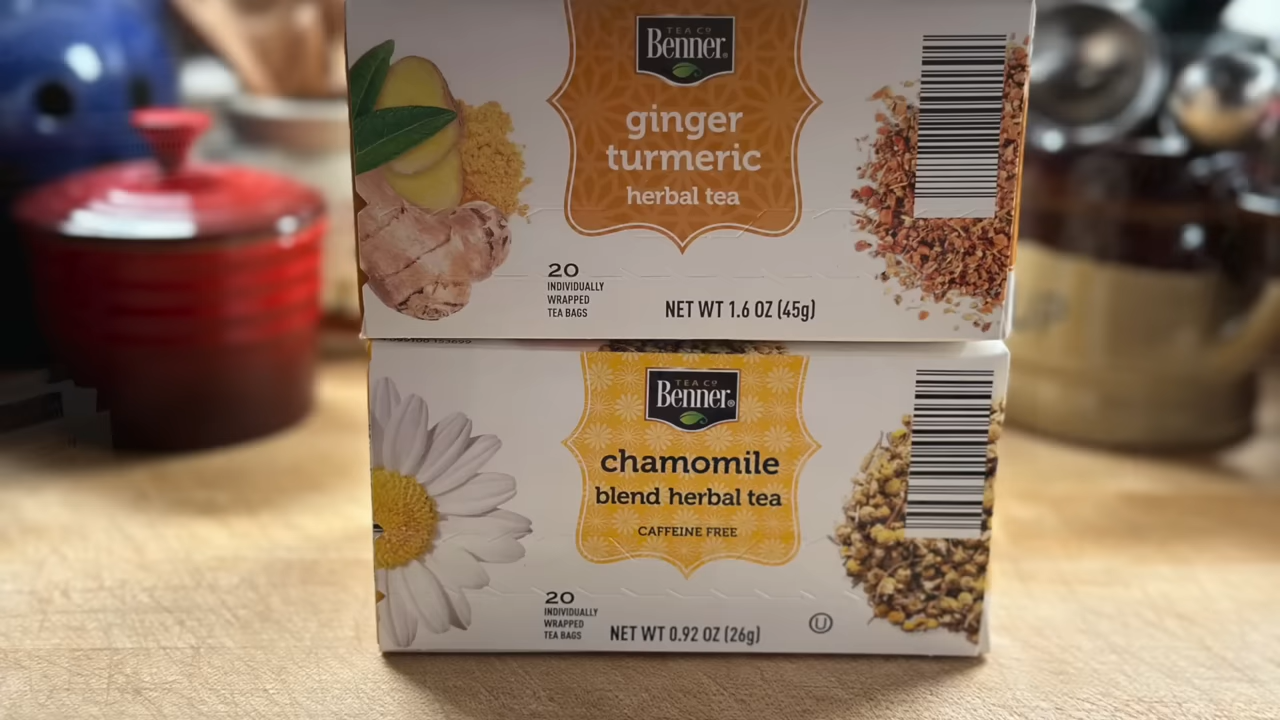 TEA CO
Benner®
ginger
turmeric
herbal tea
20
INDIVIDUALLY
WRAPPED
TEA BAGS
NET WT 1.6 OZ (45g)
TEA CO
Benner®
chamomile
blend herbal tea
CAFFEINE FREE
20
INDIVIDUALLY
WRAPPED
TEA BAGS
NET WT 0.92 OZ (26g)
U